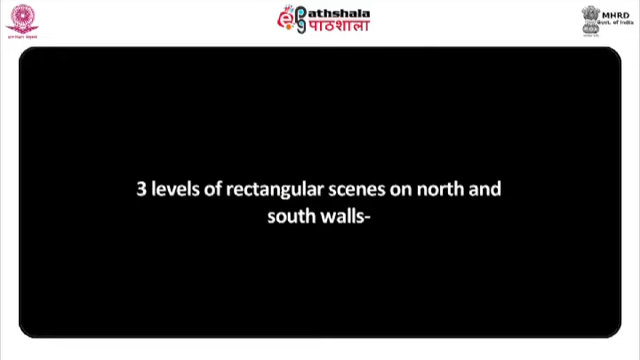 Pathshala
पाठशाला
MHRD
Govt. of India
3 levels of rectangular scenes on north and
south walls-